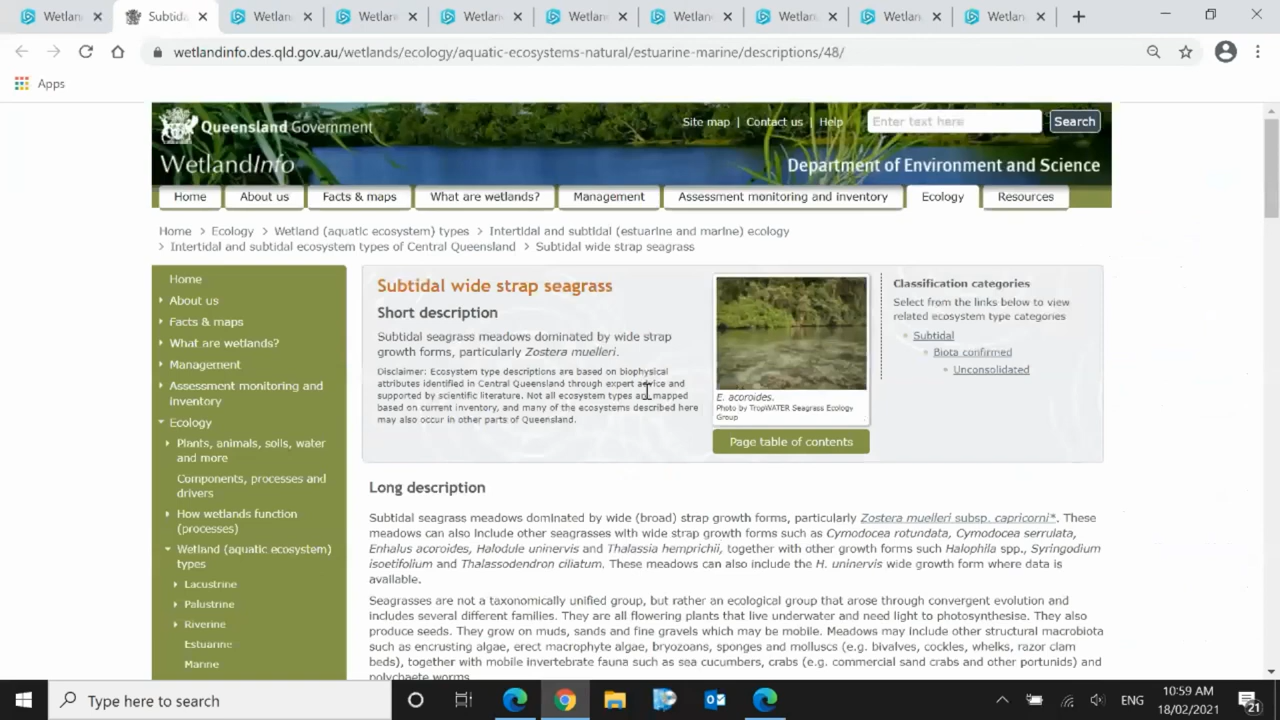 Wetlan
Subtida
Wetlan
Wetlan
Wetlan
Wetlan
Wetlan
Wetlan
Wetlan
Wetlan
wetlandinfo.des.qld.gov.au/wetlands/ecology/aquatic-ecosystems-natural/estuarine-marine/descriptions/48/
Apps
Queensland Government
Site map | Contact us | Help
Enter text here
Search
WetlandInfo
Department of Environment and Science
Home
About us
Facts & maps
What are wetlands?
Management
Assessment monitoring and inventory
Ecology
Resources
Home > Ecology > Wetland (aquatic ecosystem) types > Intertidal and subtidal (estuarine and marine) ecology
> Intertidal and subtidal ecosystem types of Central Queensland > Subtidal wide strap seagrass
Home
About us
Facts & maps
What are wetlands?
Management
Assessment monitoring and
inventory
Ecology
Plants, animals, soils, water
and more
Components, processes and
drivers
How wetlands function
(processes)
Wetland (aquatic ecosystem)
types
Lacustrine
Palustrine
Riverine
Estuarine
Marine
Subtidal wide strap seagrass
Short description
Subtidal seagrass meadows dominated by wide strap
growth forms, particularly Zostera muelleri.
Disclaimer: Ecosystem type descriptions are based on biophysical
attributes identified in Central Queensland through expert advice and
supported by scientific literature. Not all ecosystem types are mapped
based on current inventory, and many of the ecosystems described here
may also occur in other parts of Queensland.
E. acoroides.
Photo by TropWATER Seagrass Ecology
Group
Page table of contents
Classification categories
Select from the links below to view
related ecosystem type categories
Subtidal
Biota confirmed
Unconsolidated
Long description
Subtidal seagrass meadows dominated by wide (broad) strap growth forms, particularly Zostera muelleri subsp. capricorni*. These
meadows can also include other seagrasses with wide strap growth forms such as Cymodocea rotundata, Cymodocea serrulata,
Enhalus acoroides, Halodule uninervis and Thalassia hemprichii, together with other growth forms such Halophila spp., Syringodium
isoetifolium and Thalassodendron ciliatum. These meadows can also include the H. uninervis wide growth form where data is
available.
Seagrasses are not a taxonomically unified group, but rather an ecological group that arose through convergent evolution and
includes several different families. They are all flowering plants that live underwater and need light to photosynthesise. They also
produce seeds. They grow on muds, sands and fine gravels which may be mobile. Meadows may include other structural macrobiota
such as encrusting algae, erect macrophyte algae, bryozoans, sponges and molluscs (e.g. bivalves, cockles, whelks, razor clam
beds), together with mobile invertebrate fauna such as sea cucumbers, crabs (e.g. commercial sand crabs and other portunids) and
polychaete worms.
Type here to search
ENG
10:59 AM
18/02/2021
21